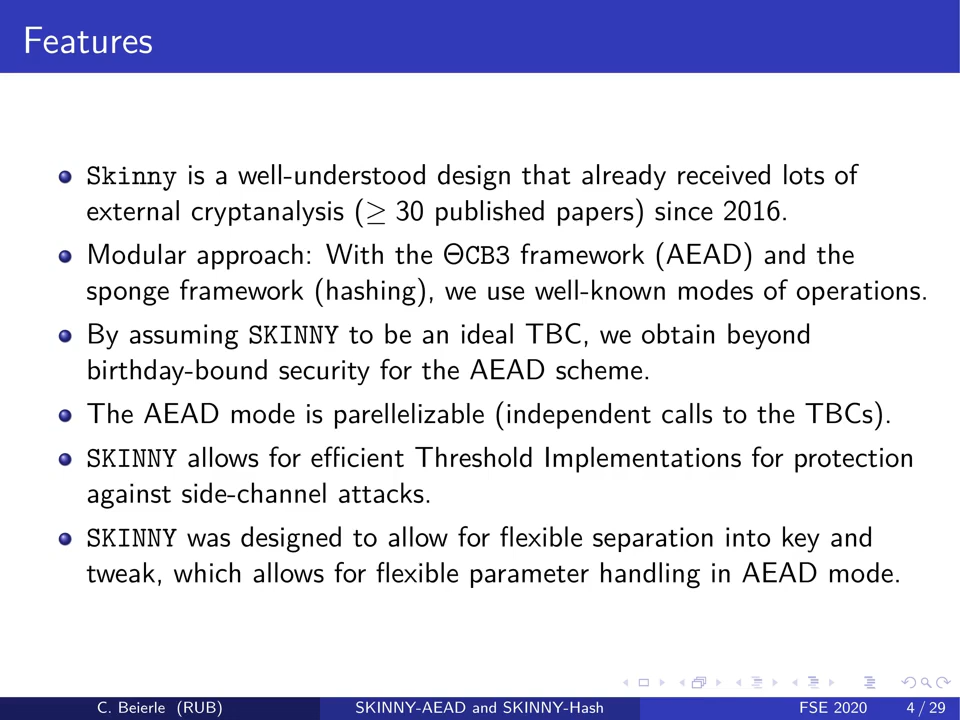 Features
Skinny is a well-understood design that already received lots of
external cryptanalysis (≥ 30 published papers) since 2016.
Modular approach: With the ΘCB3 framework (AEAD) and the
sponge framework (hashing), we use well-known modes of operations.
By assuming SKINNY to be an ideal TBC, we obtain beyond
birthday-bound security for the AEAD scheme.
The AEAD mode is parellelizable (independent calls to the TBCs).
SKINNY allows for efficient Threshold Implementations for protection
against side-channel attacks.
SKINNY was designed to allow for flexible separation into key and
tweak, which allows for flexible parameter handling in AEAD mode.
C. Beierle (RUB) SKINNY-AEAD and SKINNY-Hash FSE 2020 4 / 29